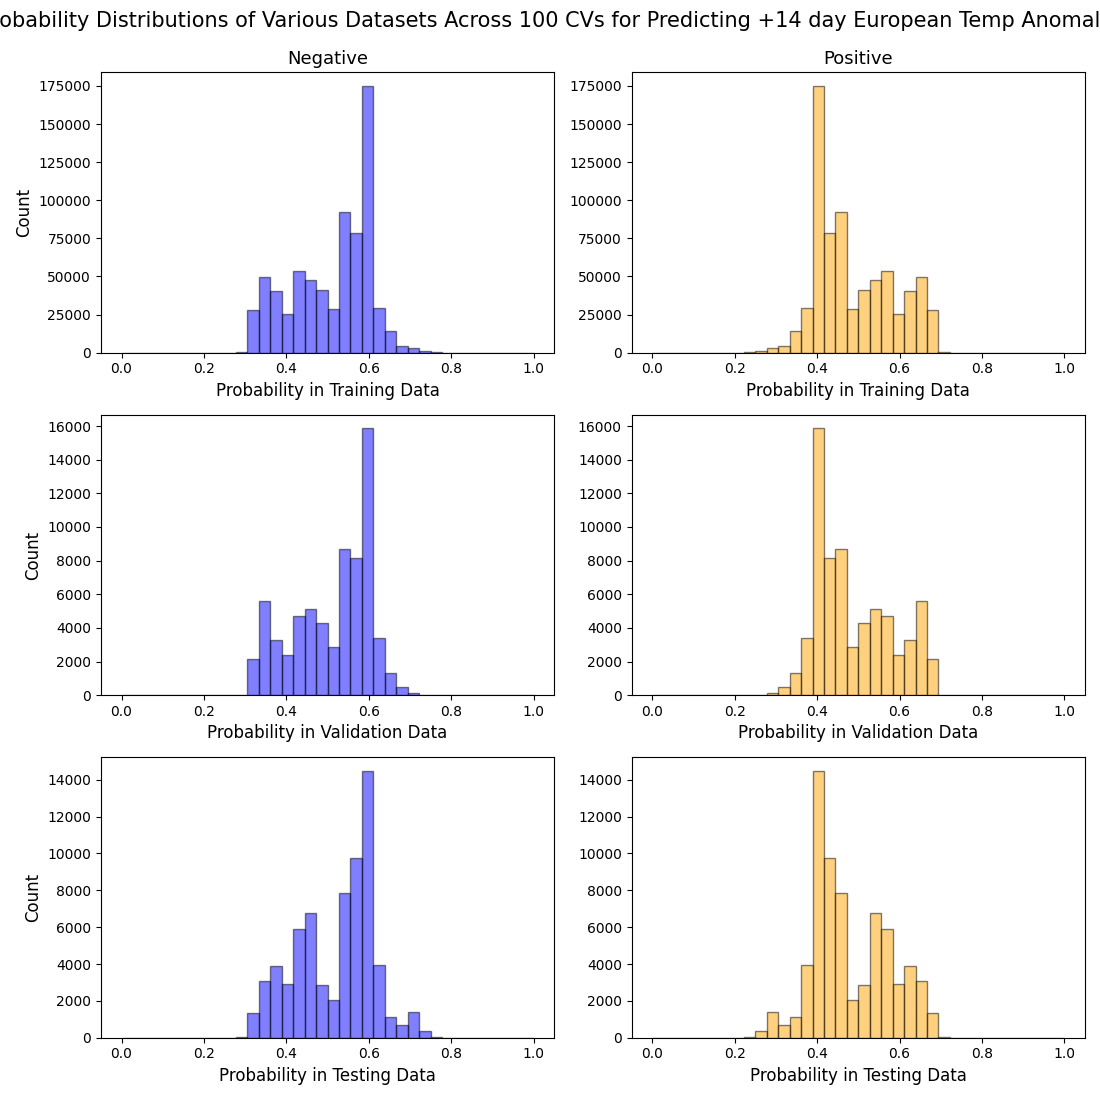 obability Distributions of Various Datasets Across 100 CVs for Predicting +14 day European Temp Anomal
Negative
Positive
175000
150000
125000
100000
75000
50000
25000
0
Count
0.0 0.2 0.4 0.6 0.8 1.0
Probability in Training Data
175000
150000
125000
100000
75000
50000
25000
0
0.0 0.2 0.4 0.6 0.8 1.0
Probability in Training Data
16000
14000
12000
10000
8000
6000
4000
2000
0
Count
0.0 0.2 0.4 0.6 0.8 1.0
Probability in Validation Data
16000
14000
12000
10000
8000
6000
4000
2000
0
0.0 0.2 0.4 0.6 0.8 1.0
Probability in Validation Data
14000
12000
10000
8000
6000
4000
2000
0
Count
0.0 0.2 0.4 0.6 0.8 1.0
Probability in Testing Data
14000
12000
10000
8000
6000
4000
2000
0
0.0 0.2 0.4 0.6 0.8 1.0
Probability in Testing Data